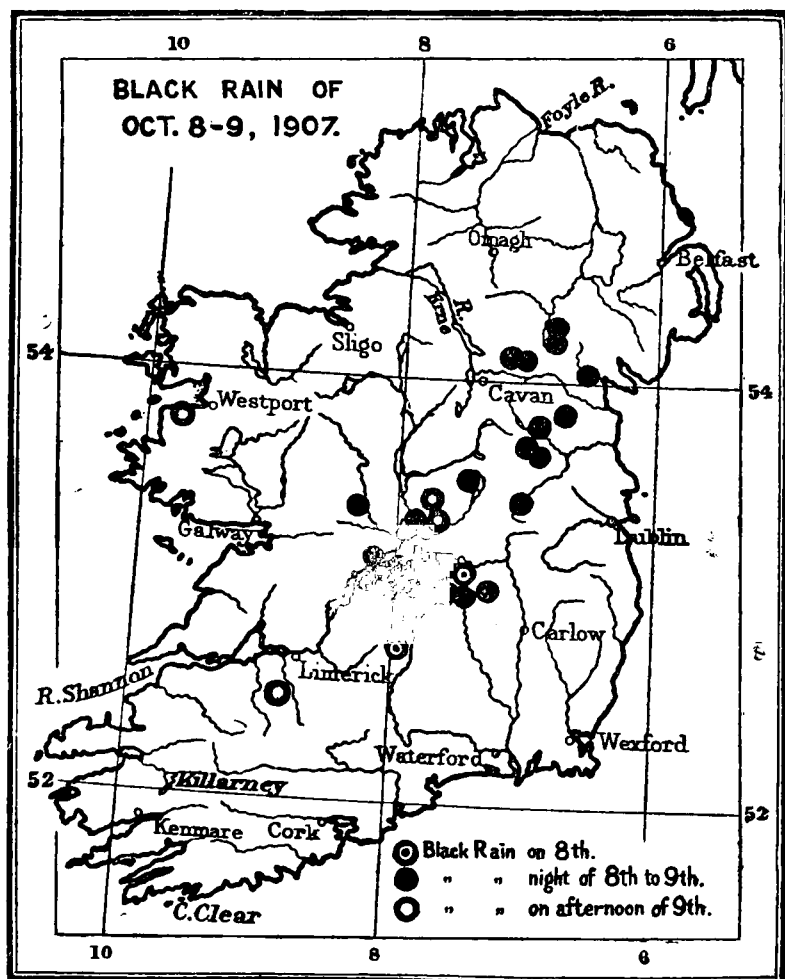 10 8 6
BLACK RAIN OF
OCT. 8-9, 1907.
Foyle R.
Omagh
Belfast
R. Erne
Sligo
54
Cavan
54
Westport
Galway
Dublin
Carlow
Limerick
R. Shannon
Waterford
Wexford
52
Killarney
52
Kenmare
Cork
Black Rain on 8th.
„ „ night of 8th to 9th.
„ „ on afternoon of 9th.
C. Clear
10 8 6